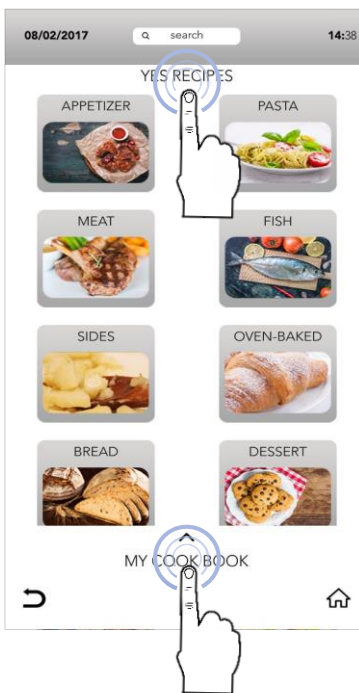 08/02/2017 search 14:38
YES RECIPES
APPETIZER PASTA
MEAT FISH
SIDES OVEN-BAKED
BREAD DESSERT
MY COOK BOOK